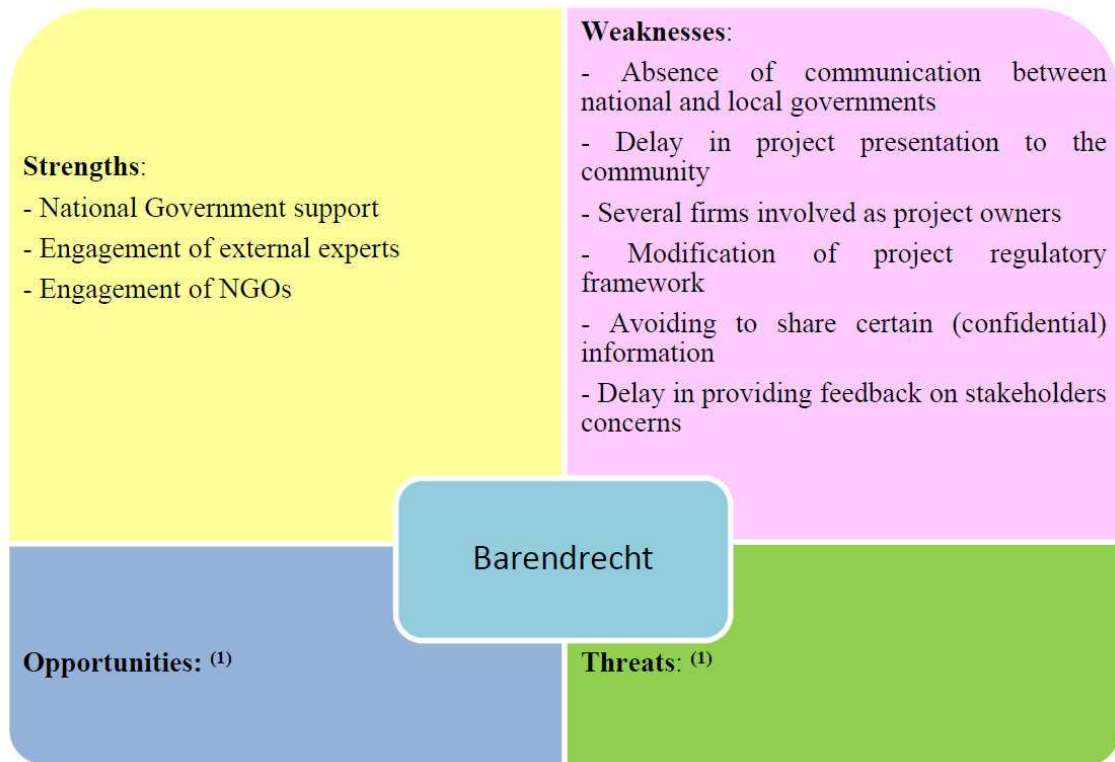 Strengths:
- National Government support
- Engagement of external experts
- Engagement of NGOs
Weaknesses:
- Absence of communication between
national and local governments
- Delay in project presentation to the
community
- Several firms involved as project owners
- Modification of project regulatory
framework
- Avoiding to share certain (confidential)
information
- Delay in providing feedback on stakeholders
concerns
Barendrecht
Opportunities: (1)
Threats: (1)